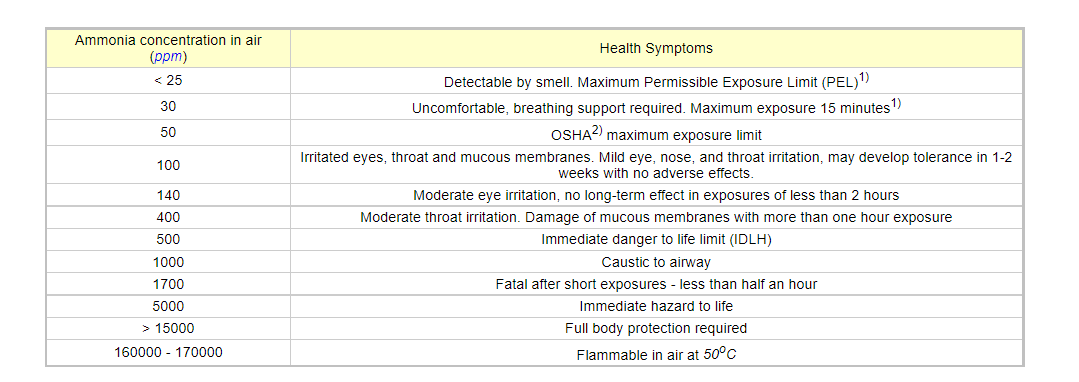 Ammonia concentration in air
(ppm)
Health Symptoms
< 25
Detectable by smell. Maximum Permissible Exposure Limit (PEL)1)
30
Uncomfortable, breathing support required. Maximum exposure 15 minutes1)
50
OSHA2) maximum exposure limit
100
Irritated eyes, throat and mucous membranes. Mild eye, nose, and throat irritation, may develop tolerance in 1-2
weeks with no adverse effects.
140
Moderate eye irritation, no long-term effect in exposures of less than 2 hours
400
Moderate throat irritation. Damage of mucous membranes with more than one hour exposure
500
Immediate danger to life limit (IDLH)
1000
Caustic to airway
1700
Fatal after short exposures - less than half an hour
5000
Immediate hazard to life
> 15000
Full body protection required
160000 - 170000
Flammable in air at 50oC